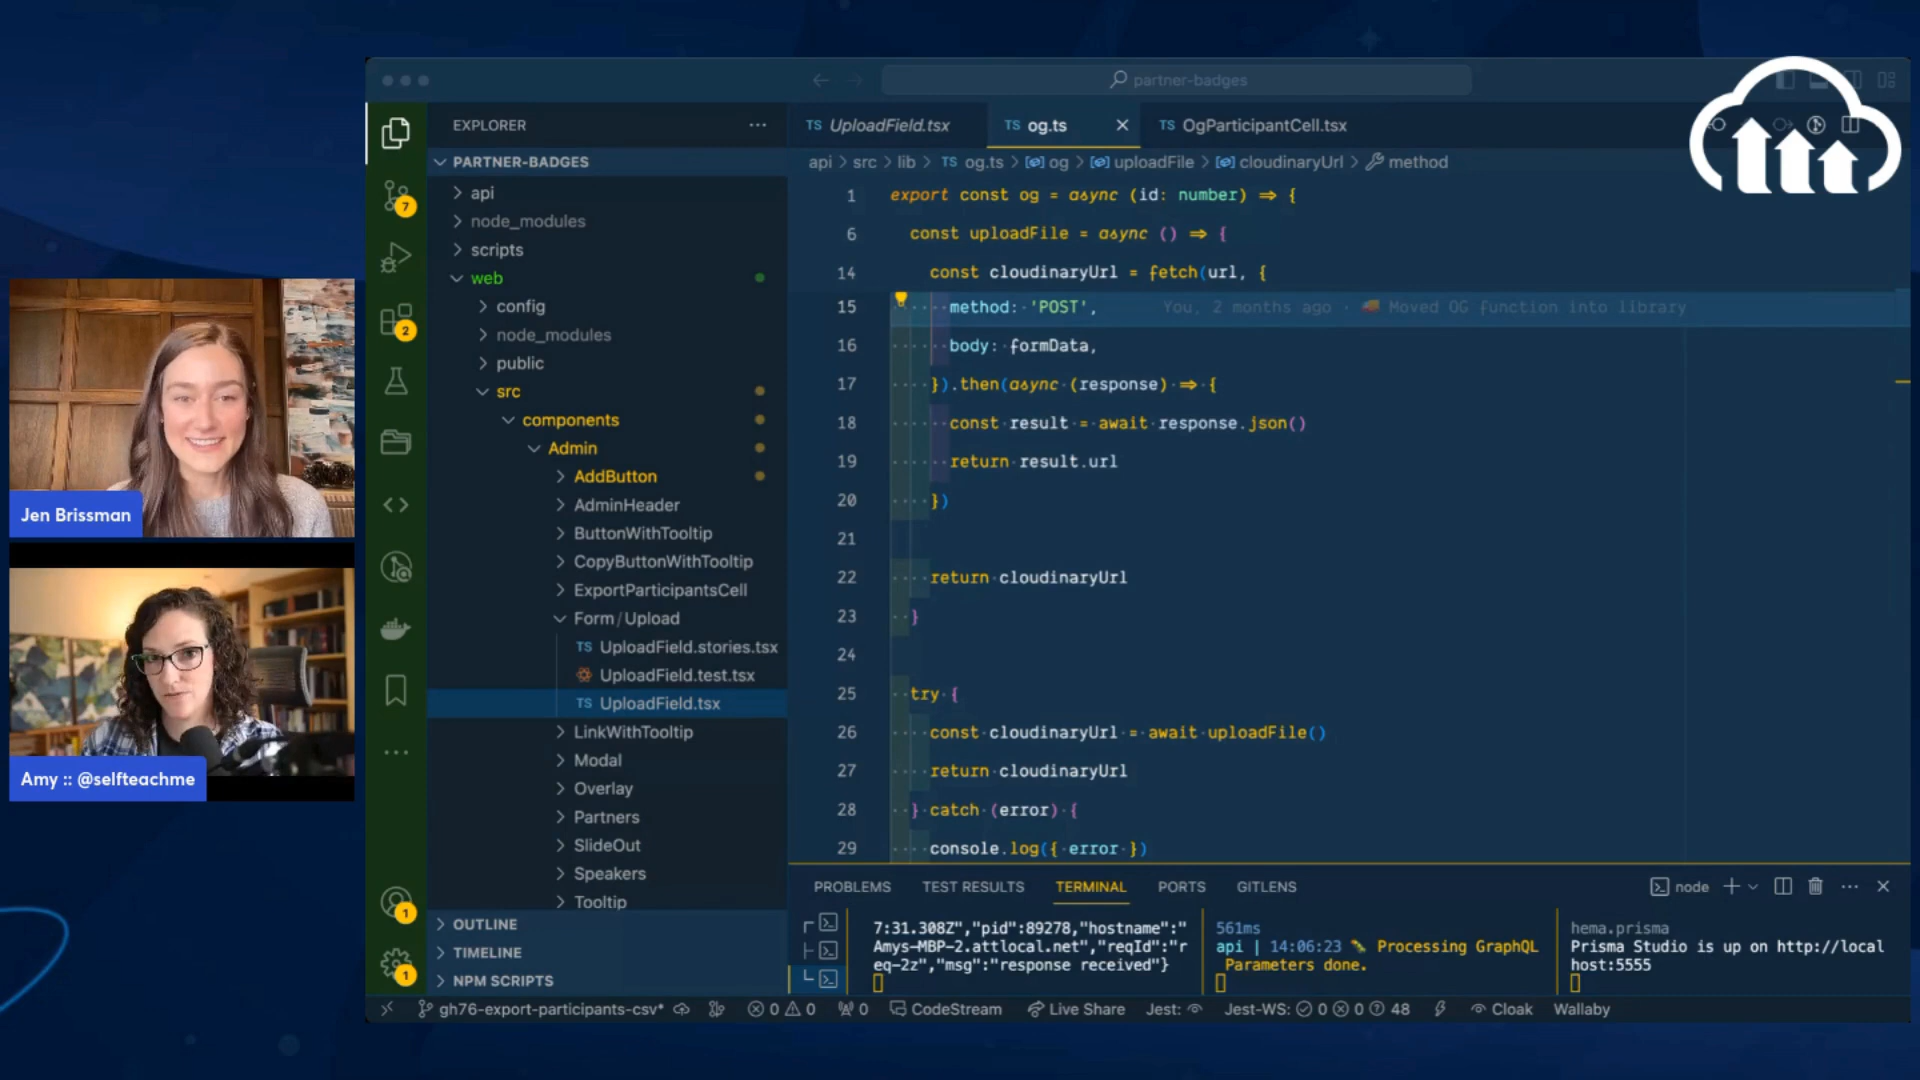 partner-badges
EXPLORER
PARTNER-BADGES
api
node_modules
scripts
web
config
node_modules
public
src
components
Admin
AddButton
AdminHeader
ButtonWithTooltip
CopyButtonWithTooltip
ExportParticipantsCell
Form/Upload
TS UploadField.stories.tsx
UploadField.test.tsx
TS UploadField.tsx
LinkWithTooltip
Modal
Overlay
Partners
SlideOut
Speakers
Tooltip
OUTLINE
TIMELINE
NPM SCRIPTS
7
2
1
1
TS UploadField.tsx
TS og.ts
TS OgParticipantCell.tsx
api > src > lib > TS og.ts > og > uploadFile > cloudinaryUrl > method
1 export const og = async (id: number) ⇒ {
6 const uploadFile = async () ⇒ {
14 const cloudinaryUrl = fetch(url, {
15 method: 'POST', You, 2 months ago · 🚚 Moved OG function into library
16 body: formData,
17 }).then(async (response) ⇒ {
18 const result = await response.json()
19 return result.url
20 })
21
22 return cloudinaryUrl
23 }
24
25 try {
26 const cloudinaryUrl = await uploadFile()
27 return cloudinaryUrl
28 } catch (error) {
29 console.log({ error })
PROBLEMS TEST RESULTS TERMINAL PORTS GITLENS
node
7:31.308Z","pid":89278,"hostname":"
Amys-MBP-2.attlocal.net","reqId":"r
eq-2z","msg":"response received"}
561ms
api | 14:06:23 Processing GraphQL
Parameters done.
hema.prisma
Prisma Studio is up on http://local
host:5555
gh76-export-participants-csv* 0 0 0 CodeStream Live Share Jest: Jest-WS: 0 0 48 Cloak Wallaby
Jen Brissman
Amy :: @selfteachme